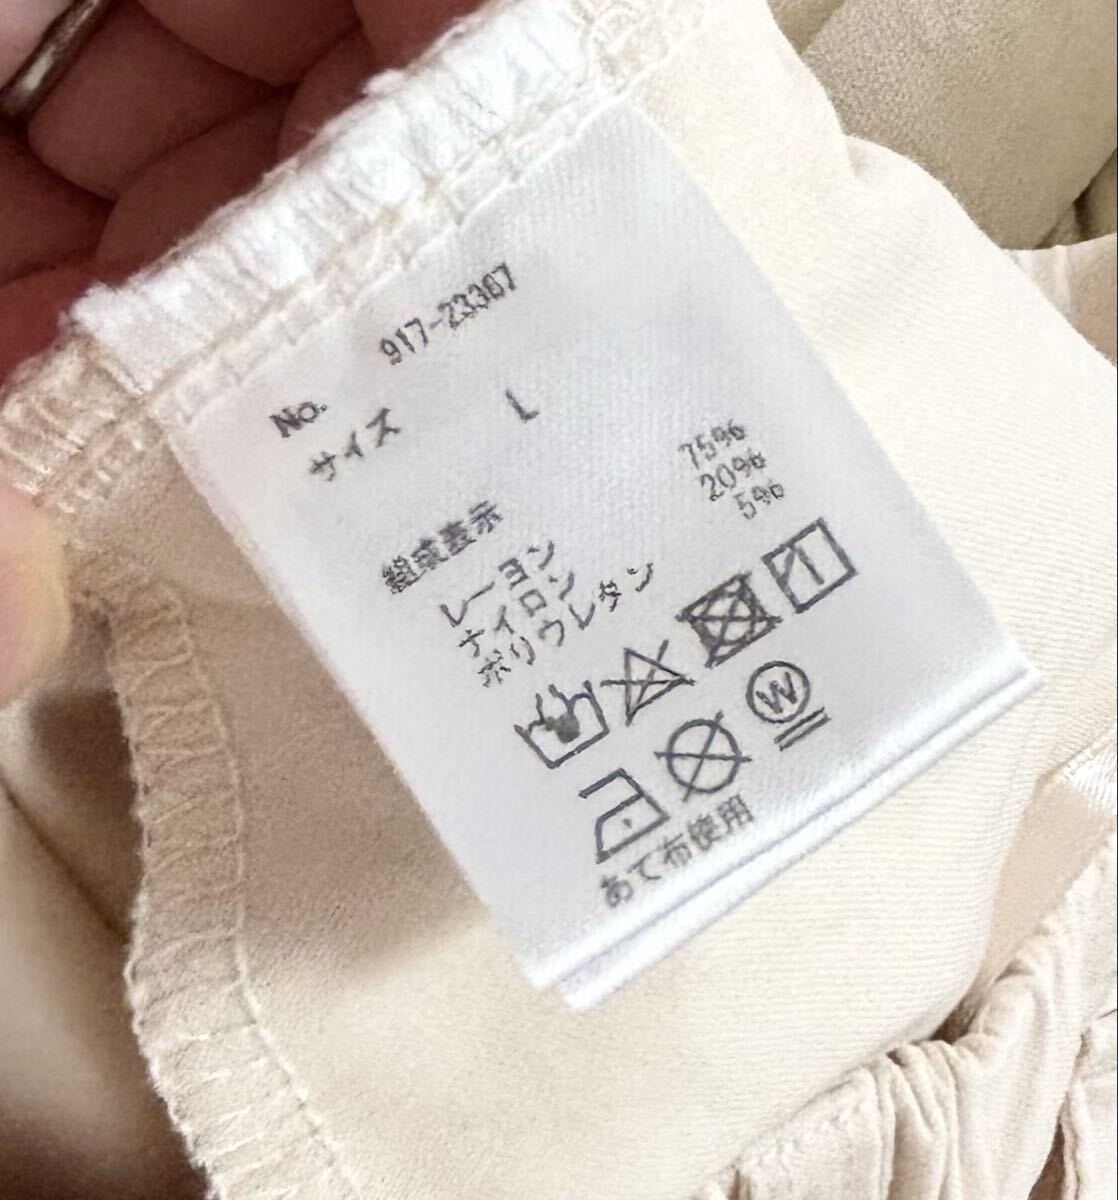 No. 917-23307
サイズ L
組成表示
レーヨン 75%
ナイロン 20%
ポリウレタン 5%
W
あて布使用